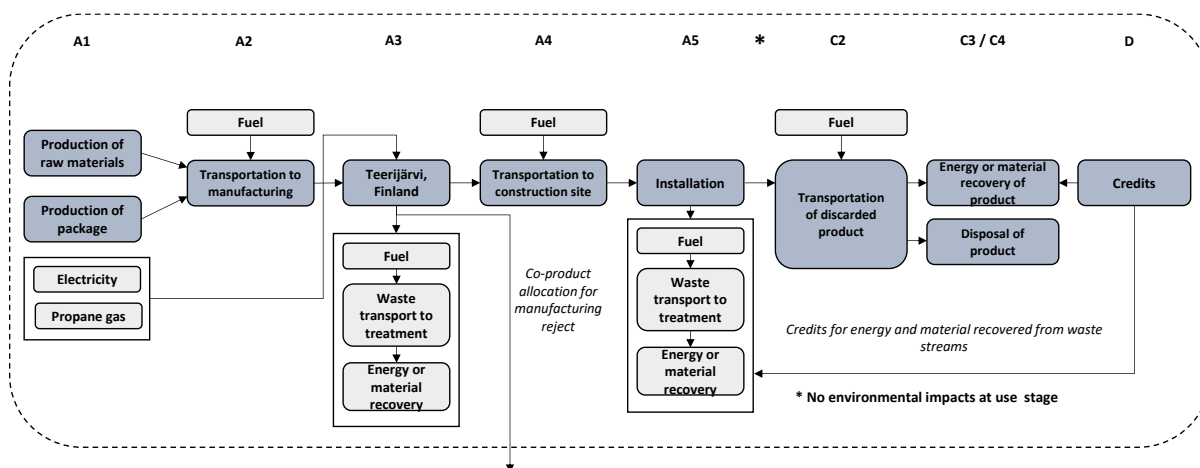 A1
A2
A3
A4
A5
*
C2
C3 / C4
D
Fuel
Fuel
Fuel
Production of
raw materials
Transportation to
manufacturing
Teerijärvi,
Finland
Transportation to
construction site
Installation
Transportation
of discarded
product
Energy or material
recovery of
product
Credits
Production of
package
Disposal of
product
Electricity
Propane gas
Fuel
Waste
transport to
treatment
Energy or
material
recovery
Co-product
allocation for
manufacturing
reject
Fuel
Waste
transport to
treatment
Energy or
material
recovery
Credits for energy and material recovered from waste
streams
* No environmental impacts at use stage